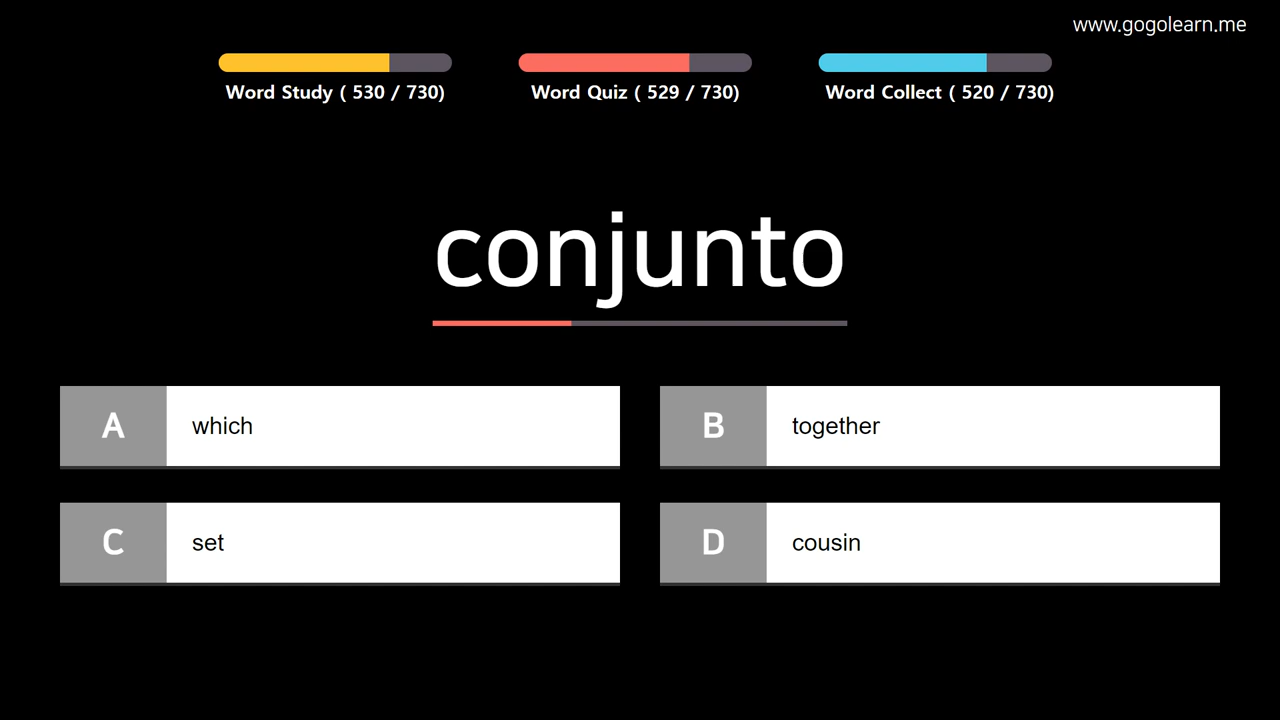 www.gogolearn.me
Word Study ( 530 / 730)
Word Quiz ( 529 / 730)
Word Collect ( 520 / 730)
conjunto
A which
B together
C set
D cousin